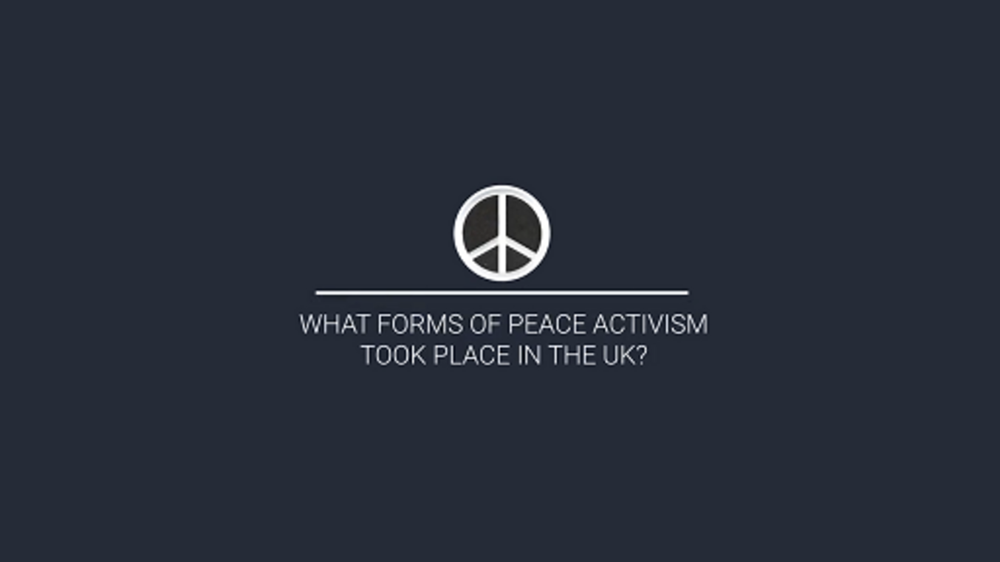 WHAT FORMS OF PEACE ACTIVISM
TOOK PLACE IN THE UK?